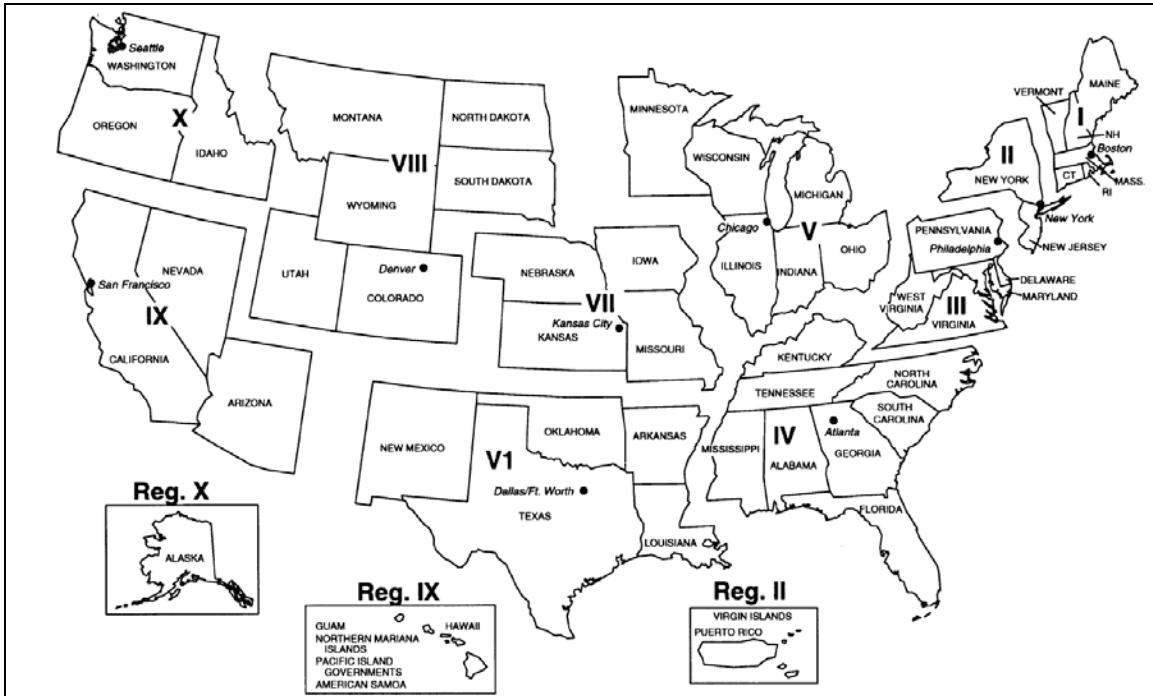 Seattle
WASHINGTON
OREGON
X
IDAHO
MONTANA
NORTH DAKOTA
VIII
SOUTH DAKOTA
WYOMING
MINNESOTA
WISCONSIN
MICHIGAN
Chicago
V
ILLINOIS
INDIANA
OHIO
MAINE
VERMONT
I
NH
Boston
MASS.
CT
RI
II
NEW YORK
New York
PENNSYLVANIA
Philadelphia
NEW JERSEY
DELAWARE
MARYLAND
WEST
VIRGINIA
III
VIRGINIA
San Francisco
NEVADA
IX
CALIFORNIA
ARIZONA
UTAH
Denver
COLORADO
NEBRASKA
IOWA
VII
Kansas City
KANSAS
MISSOURI
KENTUCKY
TENNESSEE
NORTH
CAROLINA
SOUTH
CAROLINA
IV
Atlanta
MISSISSIPPI
ALABAMA
GEORGIA
FLORIDA
NEW MEXICO
OKLAHOMA
ARKANSAS
V1
Dallas/Ft. Worth
TEXAS
LOUISIANA
Reg. X
ALASKA
Reg. IX
GUAM
HAWAII
NORTHERN MARIANA
ISLANDS
PACIFIC ISLAND
GOVERNMENTS
AMERICAN SAMOA
Reg. II
VIRGIN ISLANDS
PUERTO RICO